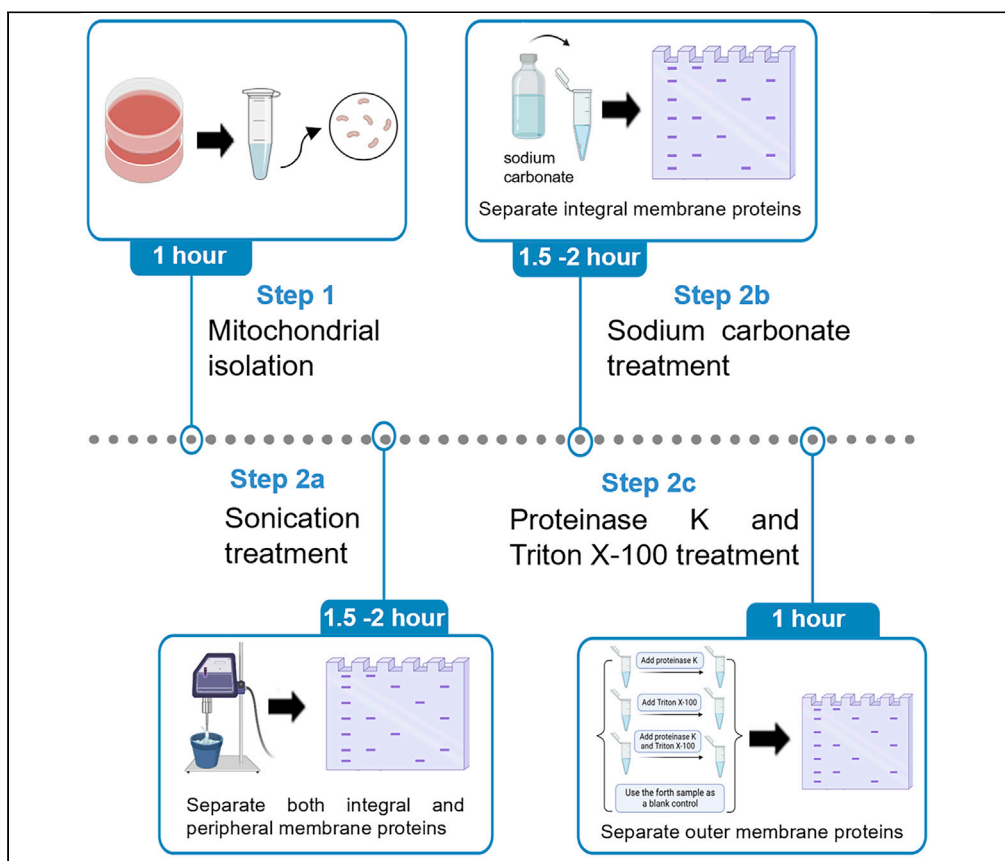 1 hour
Step 1
Mitochondrial
isolation
sodium
carbonate
Separate integral membrane proteins
1.5 -2 hour
Step 2b
Sodium carbonate
treatment
Step 2a
Sonication
treatment
1.5 -2 hour
Separate both integral and
peripheral membrane proteins
Step 2c
Proteinase K and
Triton X-100 treatment
1 hour
Add proteinase K
Add Triton X-100
Add proteinase K
and Triton X-100
Use the forth sample as
a blank control
Separate outer membrane proteins